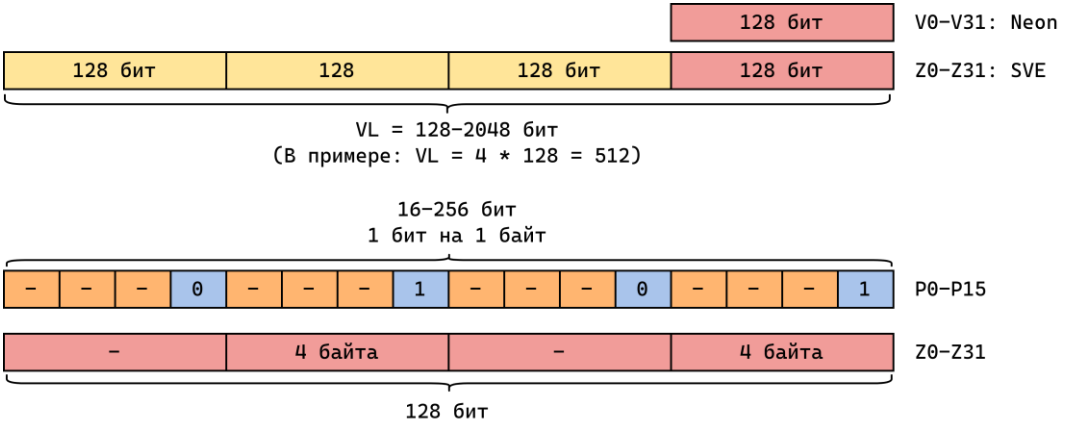 128 бит V0-V31: Neon
128 бит 128 128 бит 128 бит Z0-Z31: SVE
VL = 128-2048 бит
(В примере: VL = 4 * 128 = 512)
16-256 бит
1 бит на 1 байт
- - - 0 - - - 1 - - - 0 - - - 1 P0-P15
- 4 байта - 4 байта Z0-Z31
128 бит